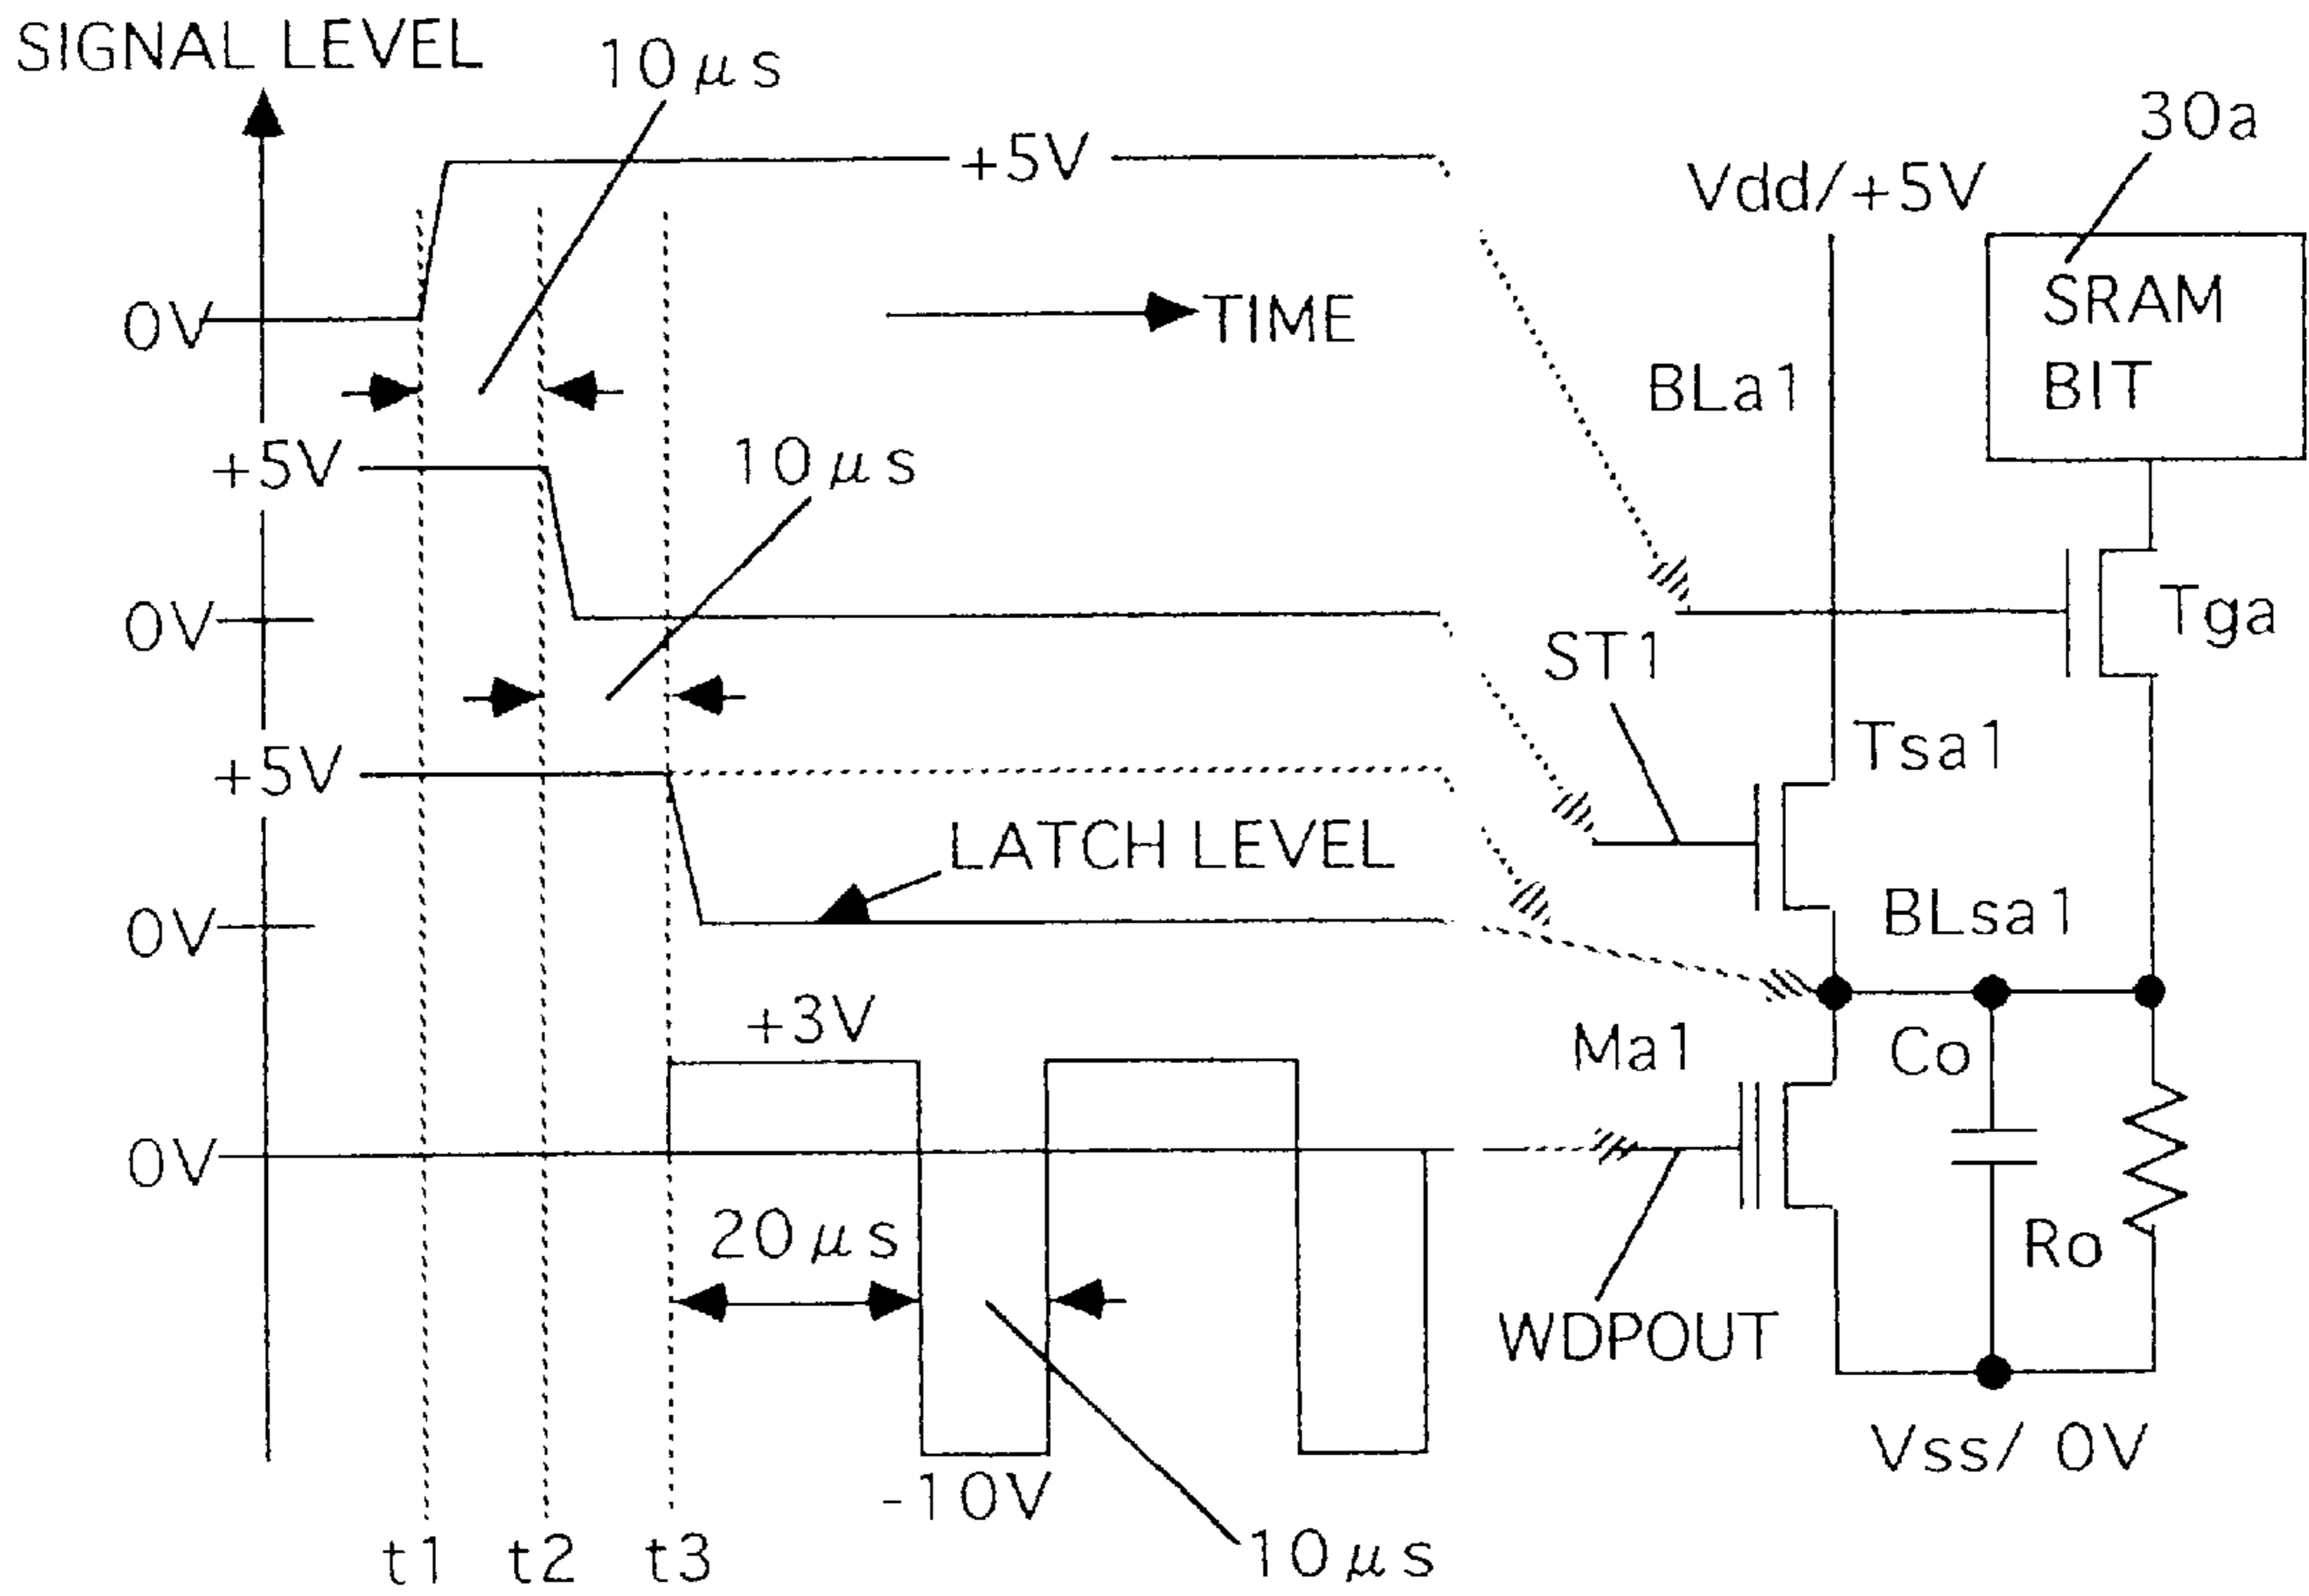 SIGNAL LEVEL
10μs
+5V
30a
Vdd/+5V
SRAM
BIT
0V
TIME
BLa1
+5V
10μs
0V
ST1
Tga
Tsa1
+5V
LATCH LEVEL
BLsa1
0V
+3V
Ma1
Co
0V
20μs
Ro
WDPOUT
-10V
Vss/ 0V
t1
t2
t3
10μs